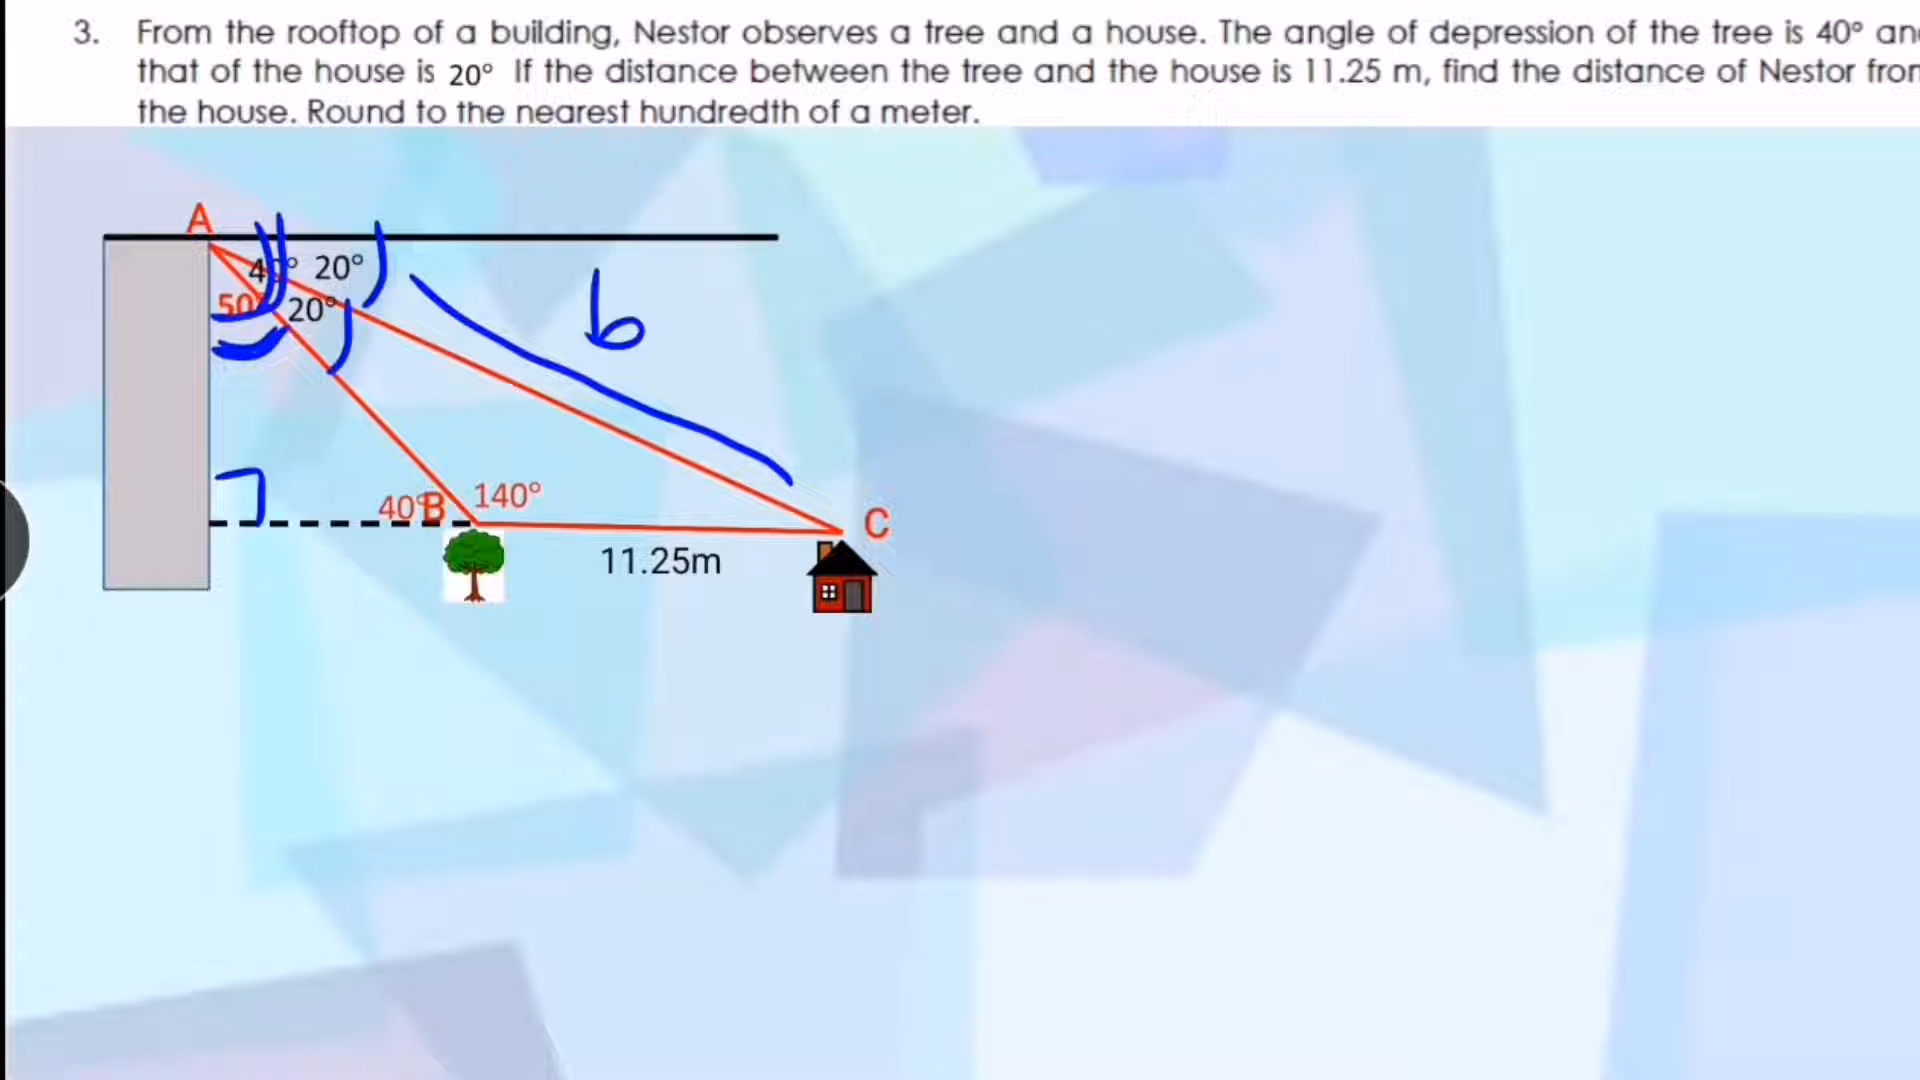 3. From the rooftop of a building, Nestor observes a tree and a house. The angle of depression of the tree is 40°
that of the house is 20° If the distance between the tree and the house is 11.25 m, find the distance of Nestor
the house. Round to the nearest hundredth of a meter.
A
40° 20°
50° 20°
b
40° B 140°
C
11.25m